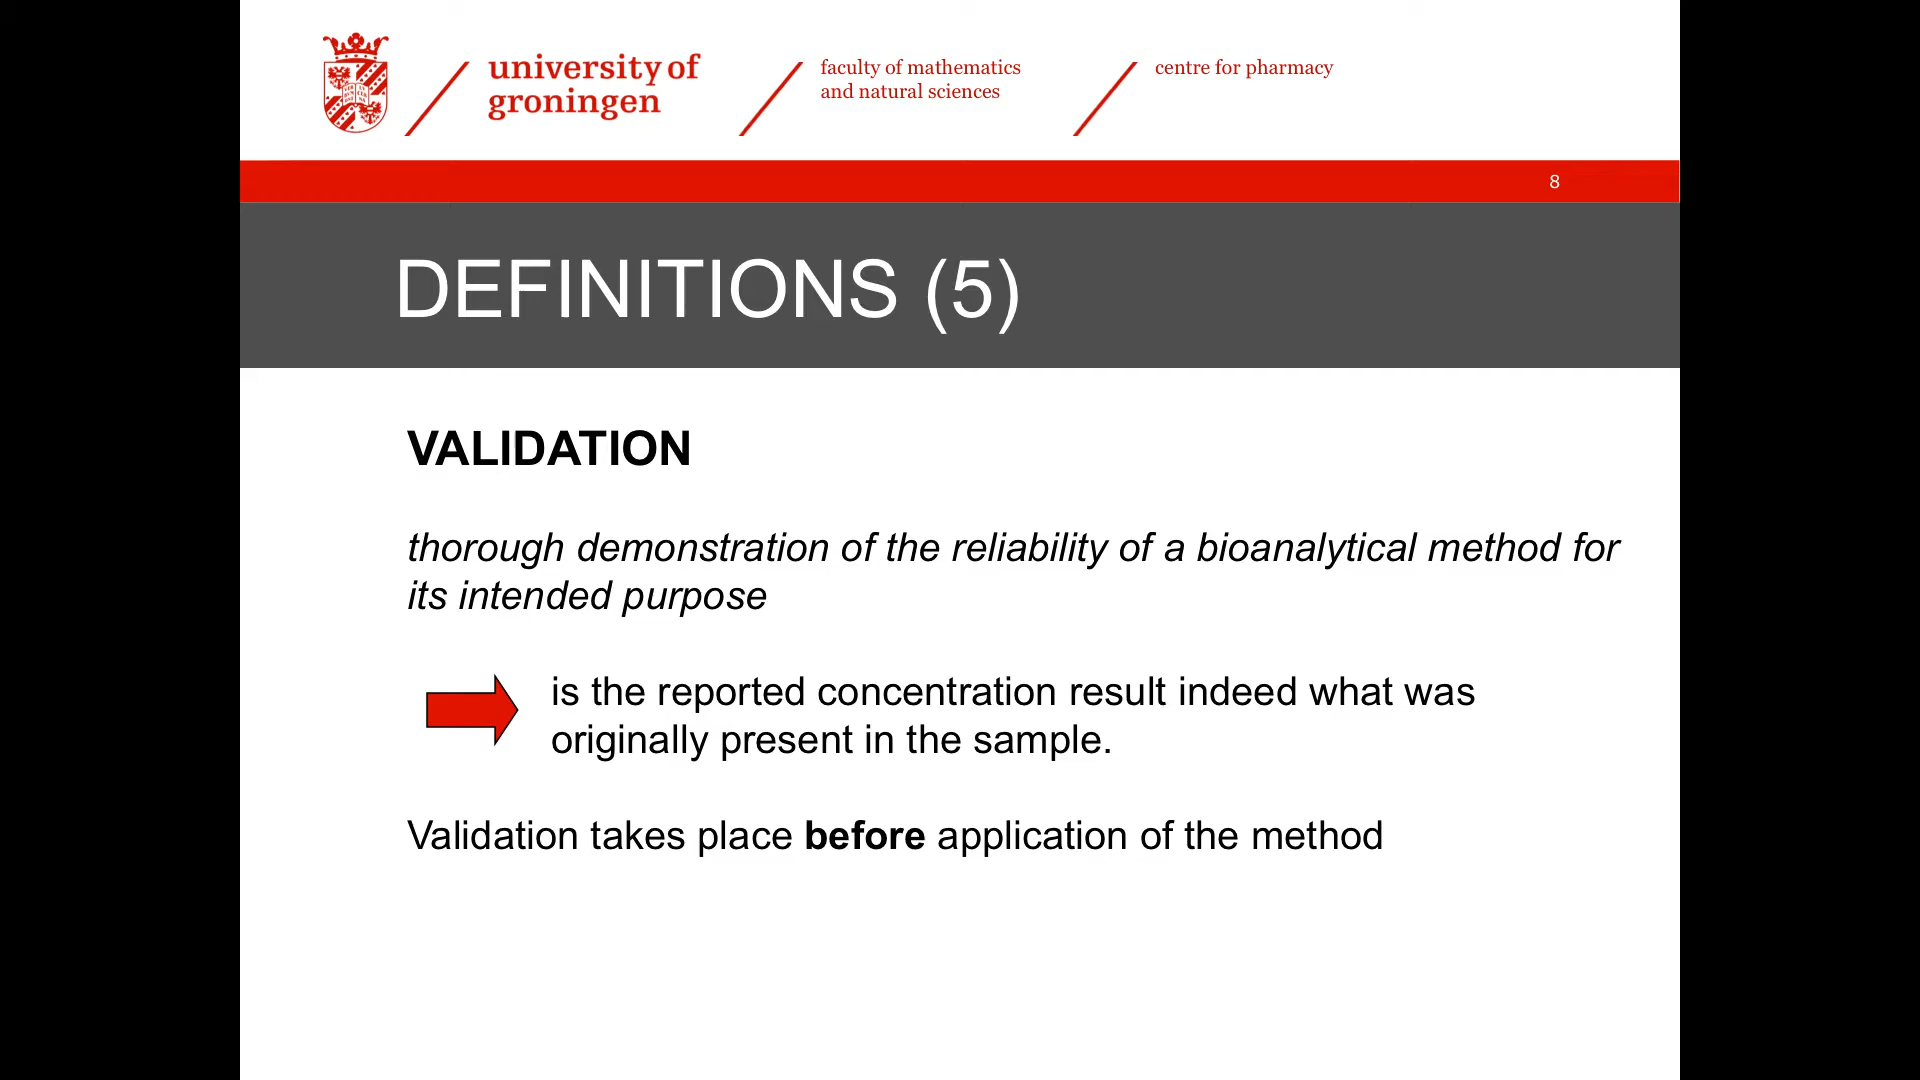 university of
groningen
faculty of mathematics
and natural sciences
centre for pharmacy
8
DEFINITIONS (5)
VALIDATION
thorough demonstration of the reliability of a bioanalytical method for
its intended purpose
is the reported concentration result indeed what was
originally present in the sample.
Validation takes place before application of the method